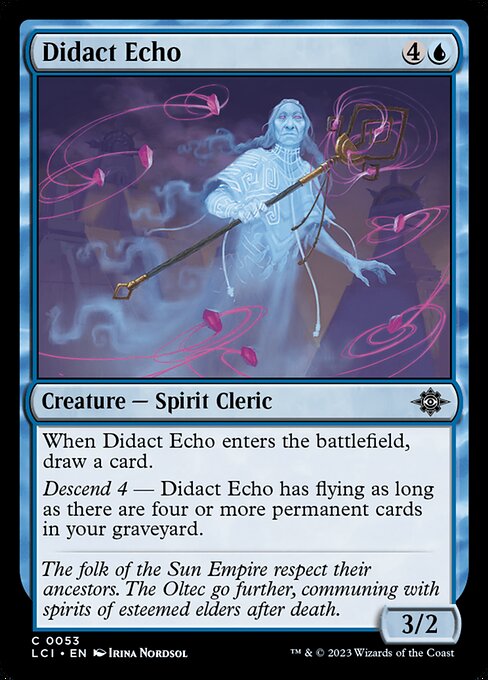 Didact Echo 4
Creature — Spirit Cleric
When Didact Echo enters the battlefield,
draw a card.
Descend 4 — Didact Echo has flying as long
as there are four or more permanent cards
in your graveyard.
The folk of the Sun Empire respect their
ancestors. The Oltec go further, communing with
spirits of esteemed elders after death.
3/2
C 0053
LCI • EN Irina Nordsol
™ & © 2023 Wizards of the Coast